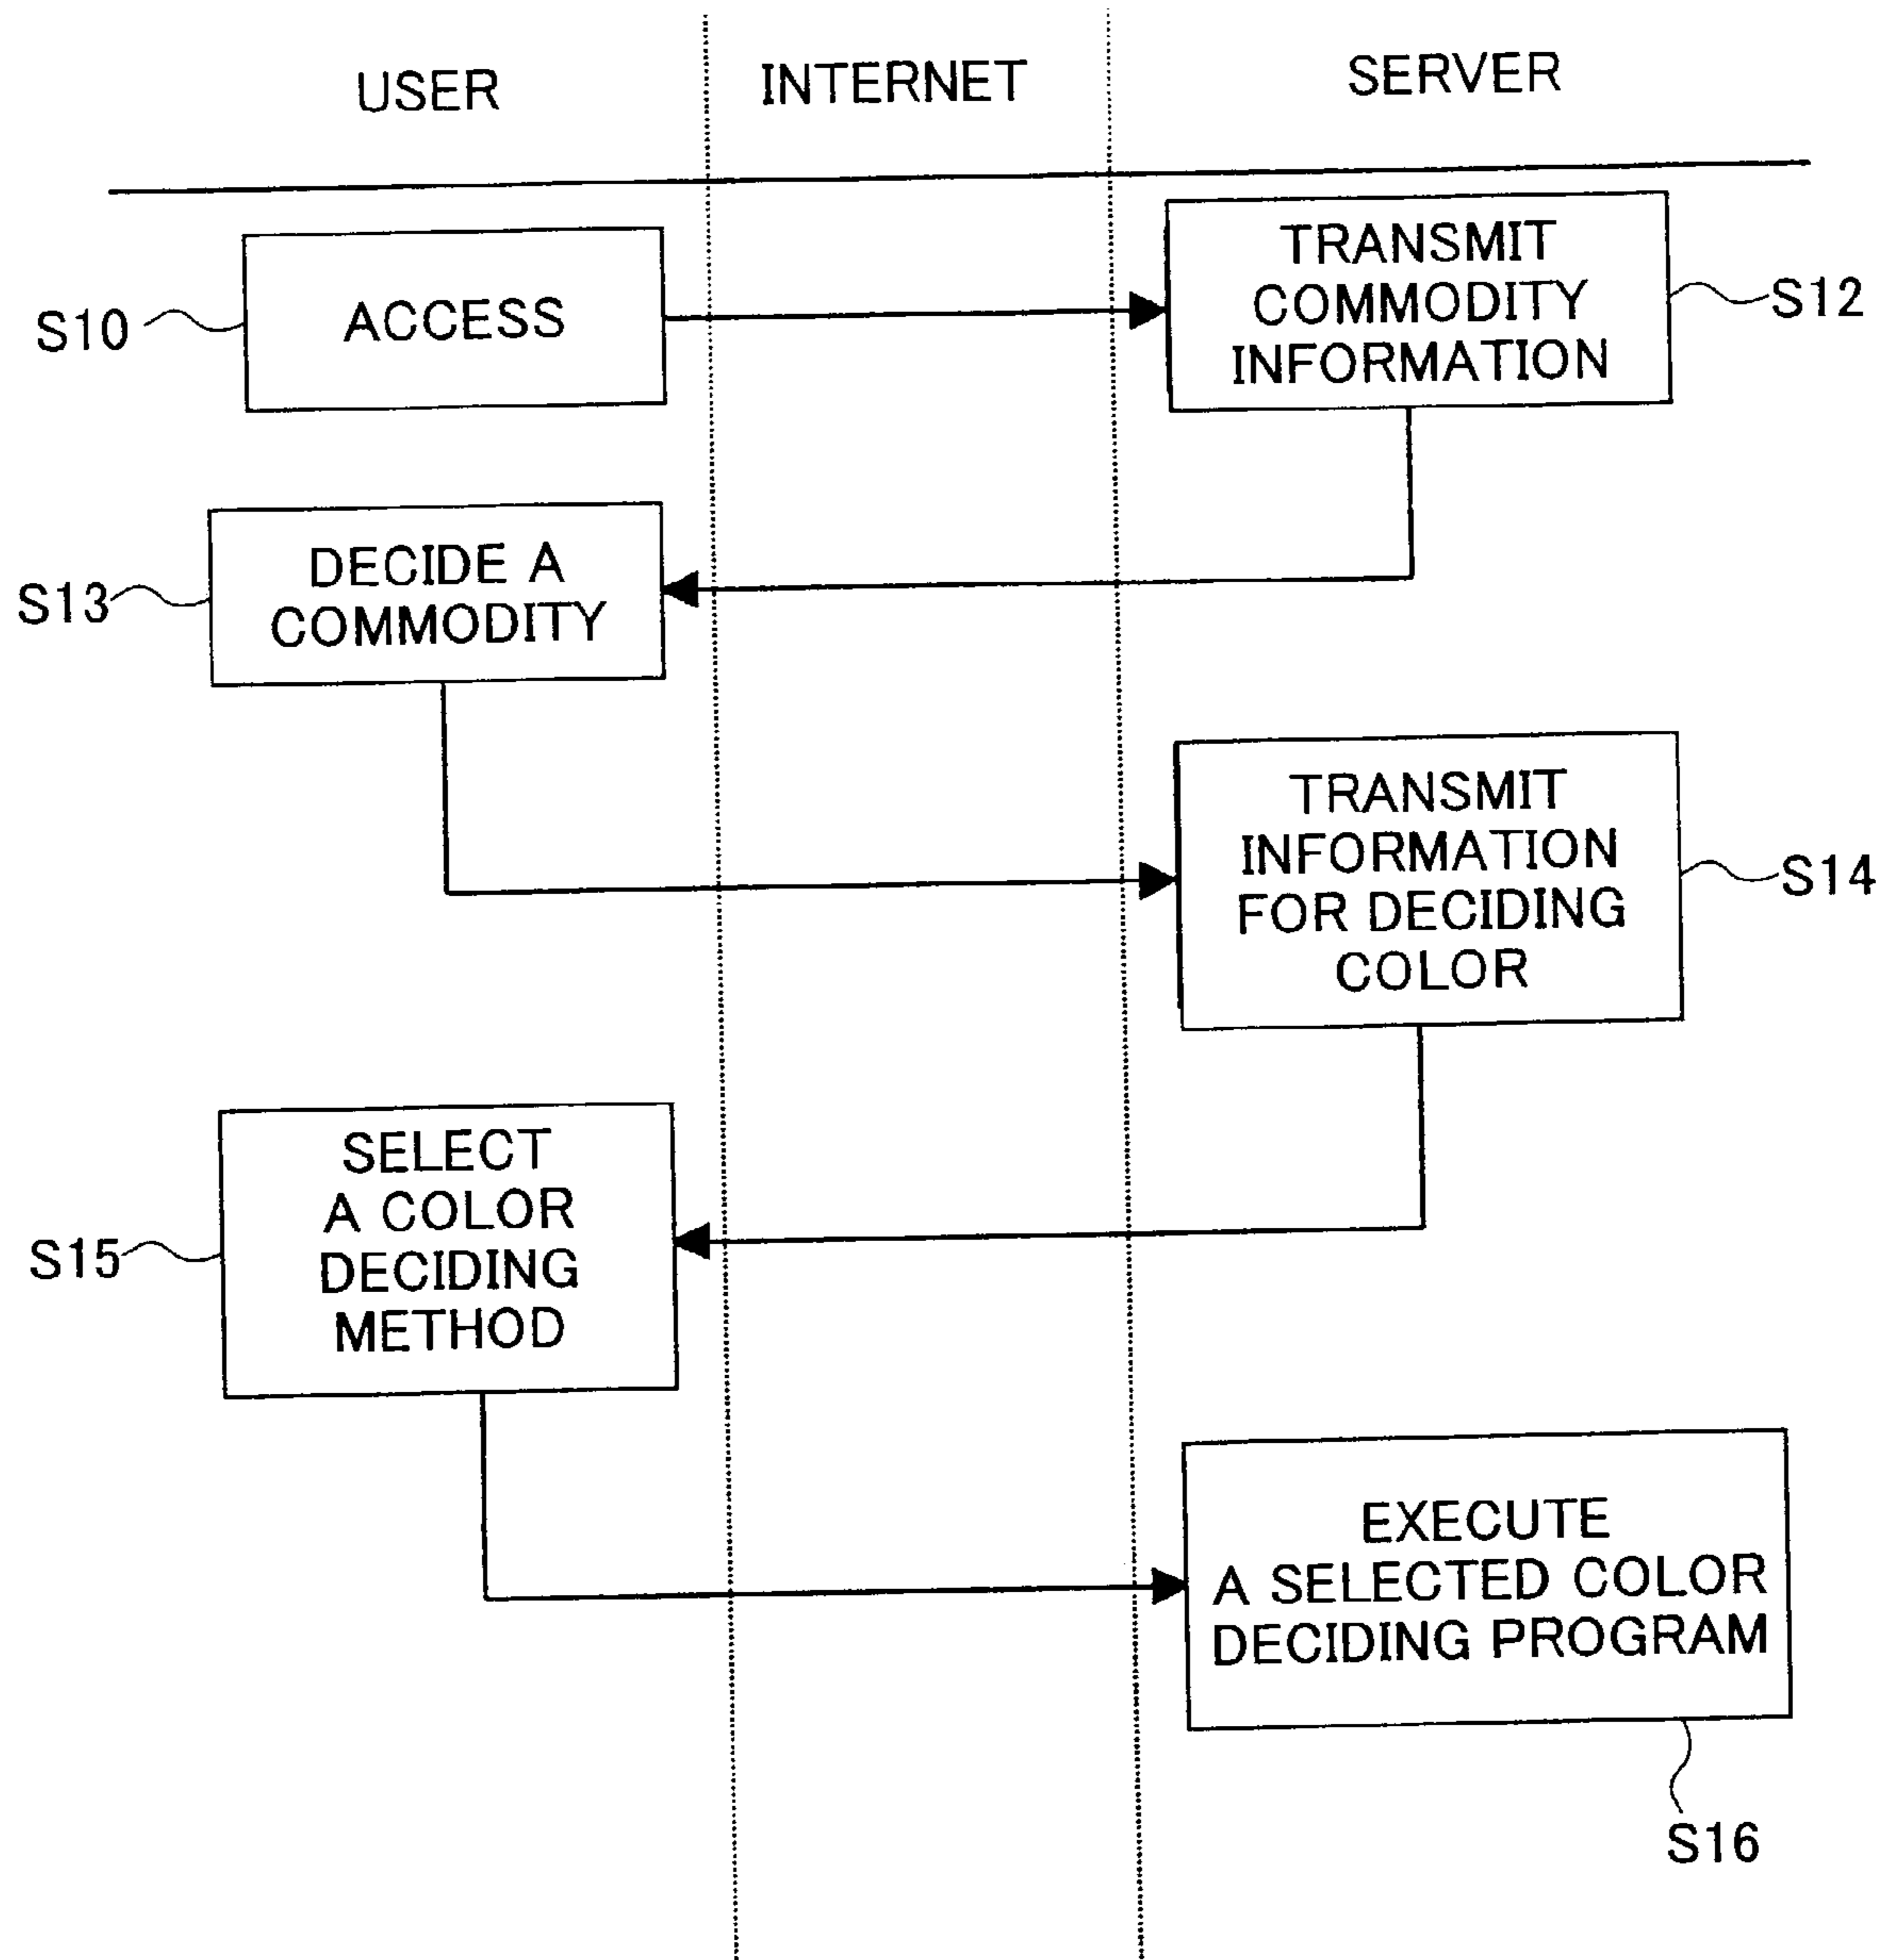 USER
INTERNET
SERVER
S10
ACCESS
TRANSMIT
COMMODITY
INFORMATION
S12
S13
DECIDE A
COMMODITY
TRANSMIT
INFORMATION
FOR DECIDING
COLOR
S14
S15
SELECT
A COLOR
DECIDING
METHOD
EXECUTE
A SELECTED COLOR
DECIDING PROGRAM
S16